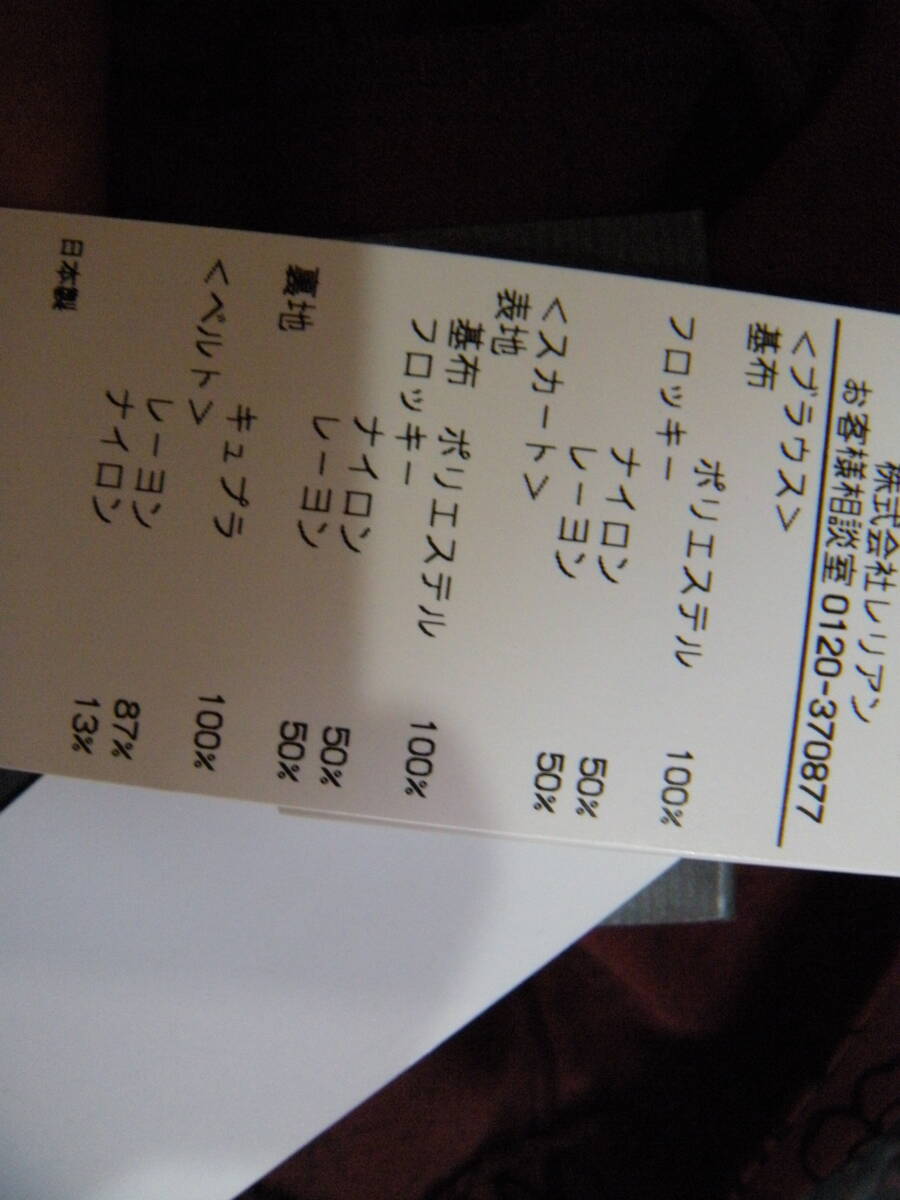 株式会社レリアン
お客様相談室 0120-370877
<ブラウス>
基布
ポリエステル 100%
フロッキー
ナイロン 50%
レーヨン 50%
<スカート>
表地
基布 ポリエステル 100%
フロッキー
ナイロン 50%
レーヨン 50%
裏地
キュプラ 100%
<ベルト>
レーヨン 87%
ナイロン 13%
日本製